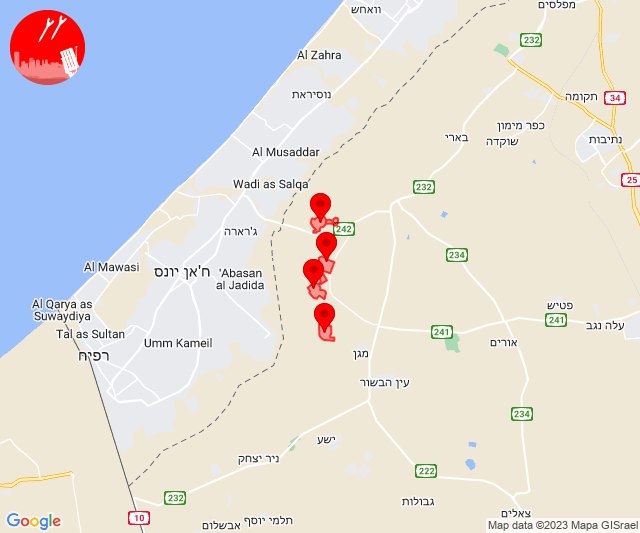 וואחש
מפלסים
232
Al Zahra
נוסיראת
תקומה
34
כפר מימון
שוקדה
בארי
נתיבות
Al Musaddar
25
Wadi as Salqa
232
242
ג'רארה
234
Al Mawasi
ח'אן יונס
'Abasan
al Jadida
Al Qarya as
Suwaydiya
פטיש
Tal as Sultan
241
עלה נגב
241
Umm Kameil
אורים
רפיח
מגן
עין הבשור
234
ישע
ניר יצחק
222
232
גבולות
10
תלמי יוסף
אבשלום
צאלים
Google
Map data ©2023 Mapa GISrael